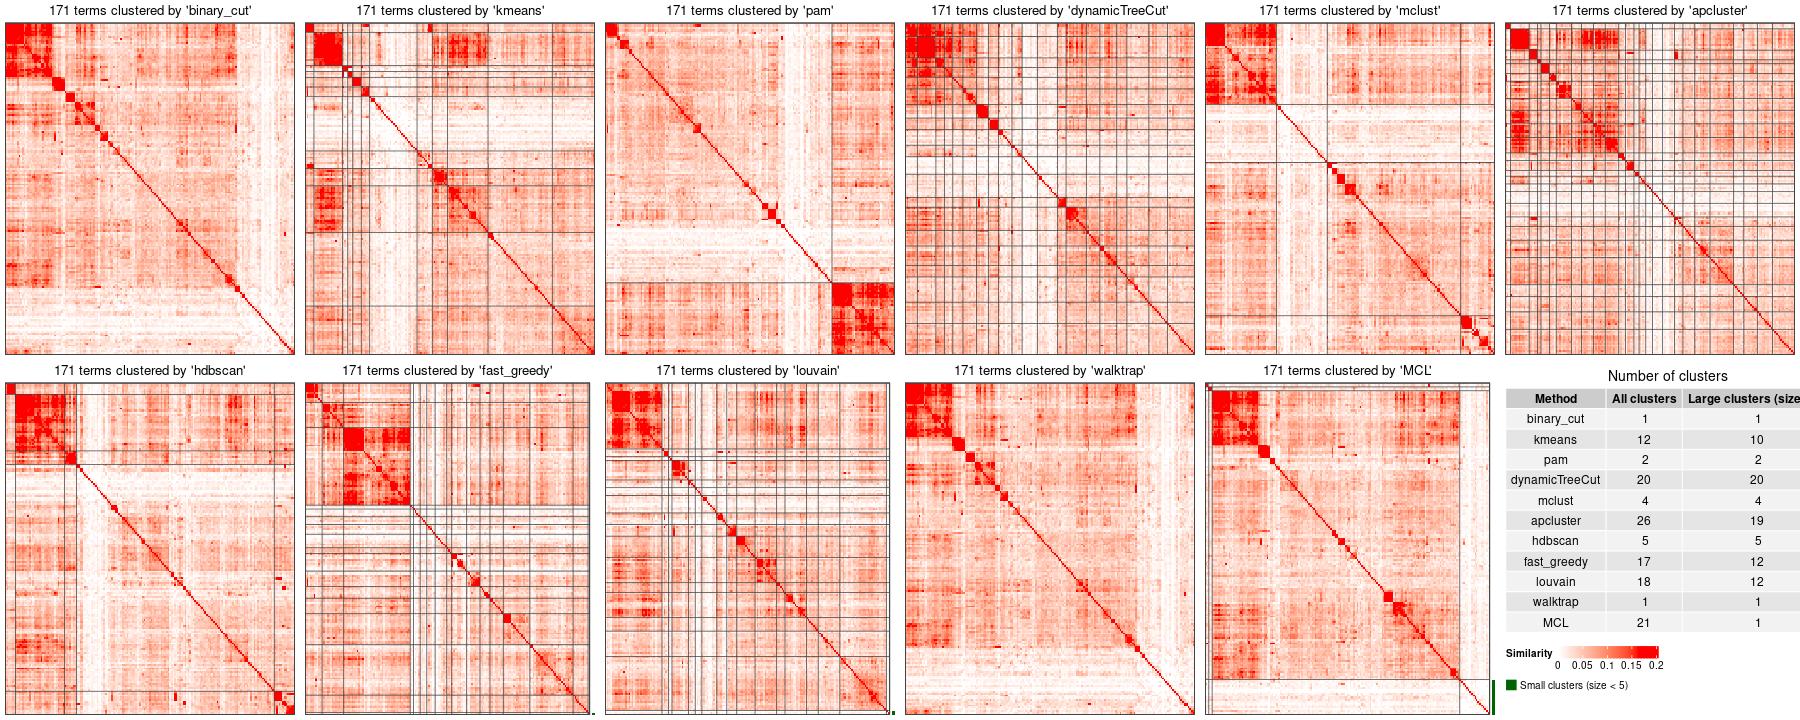 171 terms clustered by 'binary_cut'
171 terms clustered by 'kmeans'
171 terms clustered by 'pam'
171 terms clustered by 'dynamicTreeCut'
171 terms clustered by 'mclust'
171 terms clustered by 'apcluster'
171 terms clustered by 'hdbscan'
171 terms clustered by 'fast_greedy'
171 terms clustered by 'louvain'
171 terms clustered by 'walktrap'
171 terms clustered by 'MCL'
Number of clusters
Method All clusters Large clusters (size
binary_cut 1 1
kmeans 12 10
pam 2 2
dynamicTreeCut 20 20
mclust 4 4
apcluster 26 19
hdbscan 5 5
fast_greedy 17 12
louvain 18 12
walktrap 1 1
MCL 21 1
Similarity
0 0.05 0.1 0.15 0.2
Small clusters (size < 5)